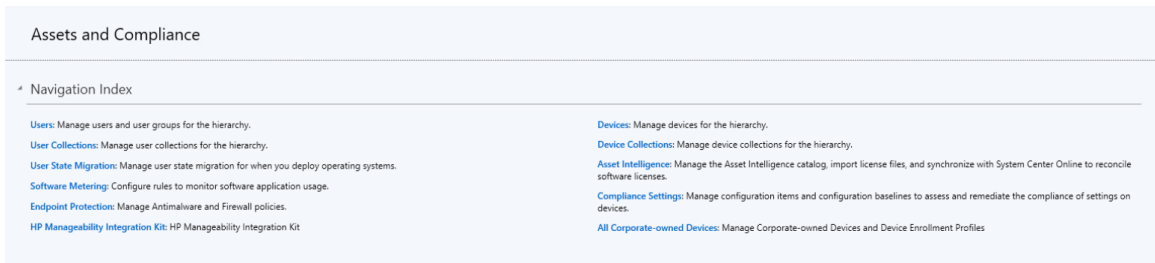 Assets and Compliance
Navigation Index
Users: Manage users and user groups for the hierarchy.
User Collections: Manage user collections for the hierarchy.
User State Migration: Manage user state migration for when you deploy operating systems.
Software Metering: Configure rules to monitor software application usage.
Endpoint Protection: Manage Antimalware and Firewall policies.
HP Manageability Integration Kit: HP Manageability Integration Kit
Devices: Manage devices for the hierarchy.
Device Collections: Manage device collections for the hierarchy.
Asset Intelligence: Manage the Asset Intelligence catalog, import license files, and synchronize with System Center Online to reconcile
software licenses.
Compliance Settings: Manage configuration items and configuration baselines to assess and remediate the compliance of settings on
devices.
All Corporate-owned Devices: Manage Corporate-owned Devices and Device Enrollment Profiles